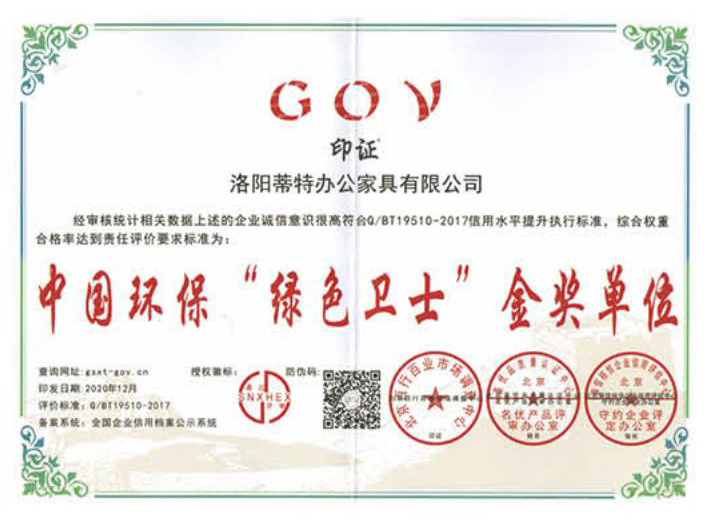 GOV
印证
洛阳蒂特办公家具有限公司
经审核统计相关数据上述的企业诚信意识很高符合Q/BT19510-2017信用水平提升执行标准，综合权重
合格率达到责任评价要求标准为：
中国环保“绿色卫士”金奖单位
查询网址:gsxt-gov.cn 授权徽标: 防伪码:
印发日期:2020年12月
评价标准: Q/BT19510-2017
备案系统: 全国企业信用档案公示系统
SNXHEX
印证
北京
名优产品评
审办公室
北京
守约企业评
定办公室